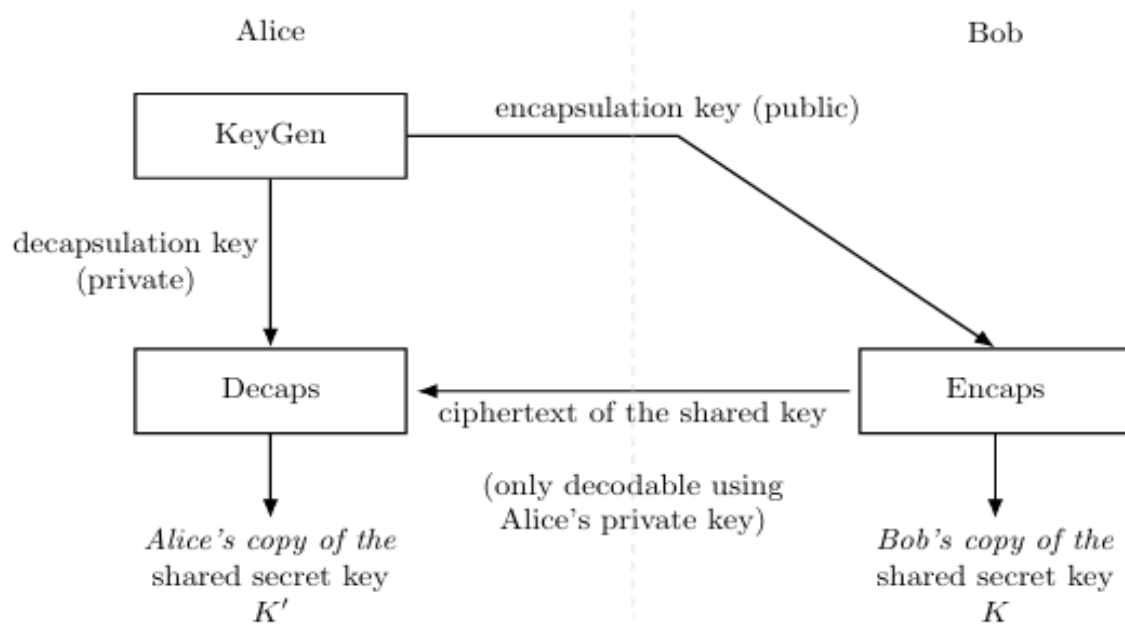 Alice
Bob
encapsulation key (public)
KeyGen
decapsulation key
(private)
Decaps
Encaps
ciphertext of the shared key
(only decodable using
Alice's private key)
Alice's copy of the
shared secret key
K′
Bob's copy of the
shared secret key
K